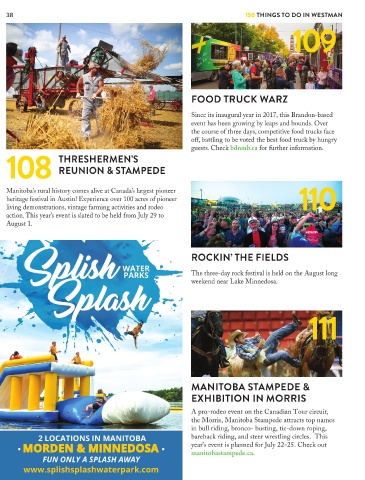 38
150 THINGS TO DO IN WESTMAN
108
THRESHERMEN'S
REUNION & STAMPEDE
Manitoba's rural history comes alive at Canada's largest pioneer
heritage festival in Austin! Experience over 100 acres of pioneer
living demonstrations, vintage farming activities and rodeo
action. This year's event is slated to be held from July 29 to
August 1.
Splish
Splash
WATER
PARKS
2 LOCATIONS IN MANITOBA
• MORDEN & MINNEDOSA •
FUN ONLY A SPLASH AWAY
www.splishsplashwaterpark.com
109
FOOD TRUCK WARZ
Since its inaugural year in 2017, this Brandon-based
event has been growing by leaps and bounds. Over
the course of three days, competitive food trucks face
off, battling to be voted the best food truck by hungry
guests. Check bdnmb.ca for further information.
110
ROCKIN' THE FIELDS
The three-day rock festival is held on the August long
weekend near Lake Minnedosa.
111
MANITOBA STAMPEDE &
EXHIBITION IN MORRIS
A pro-rodeo event on the Canadian Tour circuit,
the Morris, Manitoba Stampede attracts top names
in bull riding, bronco- busting, tie-down roping,
bareback riding, and steer wrestling circles. This
year's event is planned for July 22-25. Check out
manitobastampede.ca.